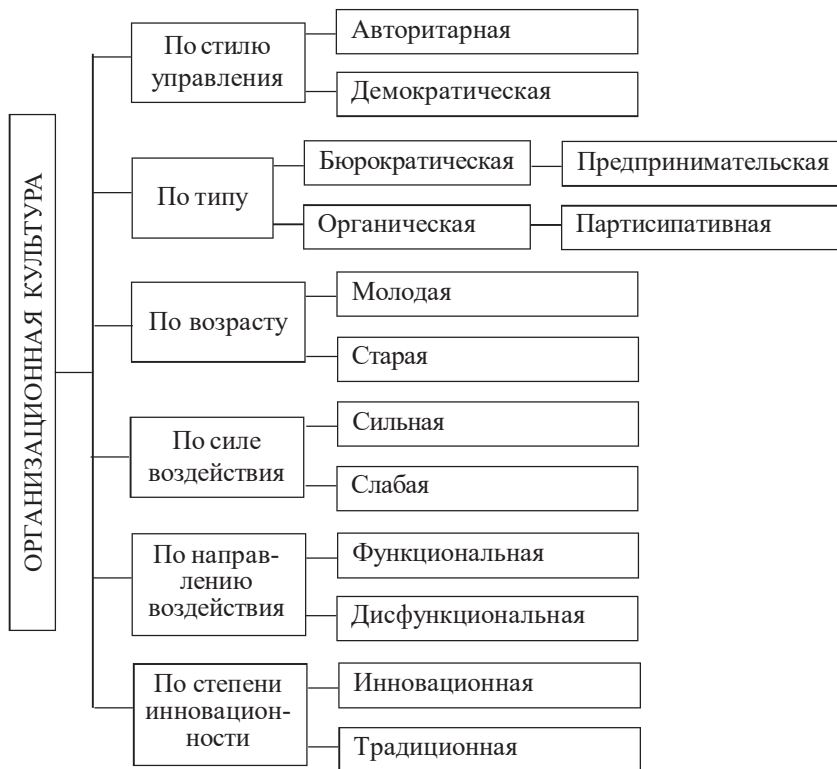 ОРГАНИЗАЦИОННАЯ КУЛЬТУРА
По стилю
управления
Авторитарная
Демократическая
По типу
Бюрократическая
Предпринимательская
Органическая
Партисипативная
По возрасту
Молодая
Старая
По силе
воздействия
Сильная
Слабая
По направ-
лению
воздействия
Функциональная
Дисфункциональная
По степени
инновацион-
ности
Инновационная
Традиционная